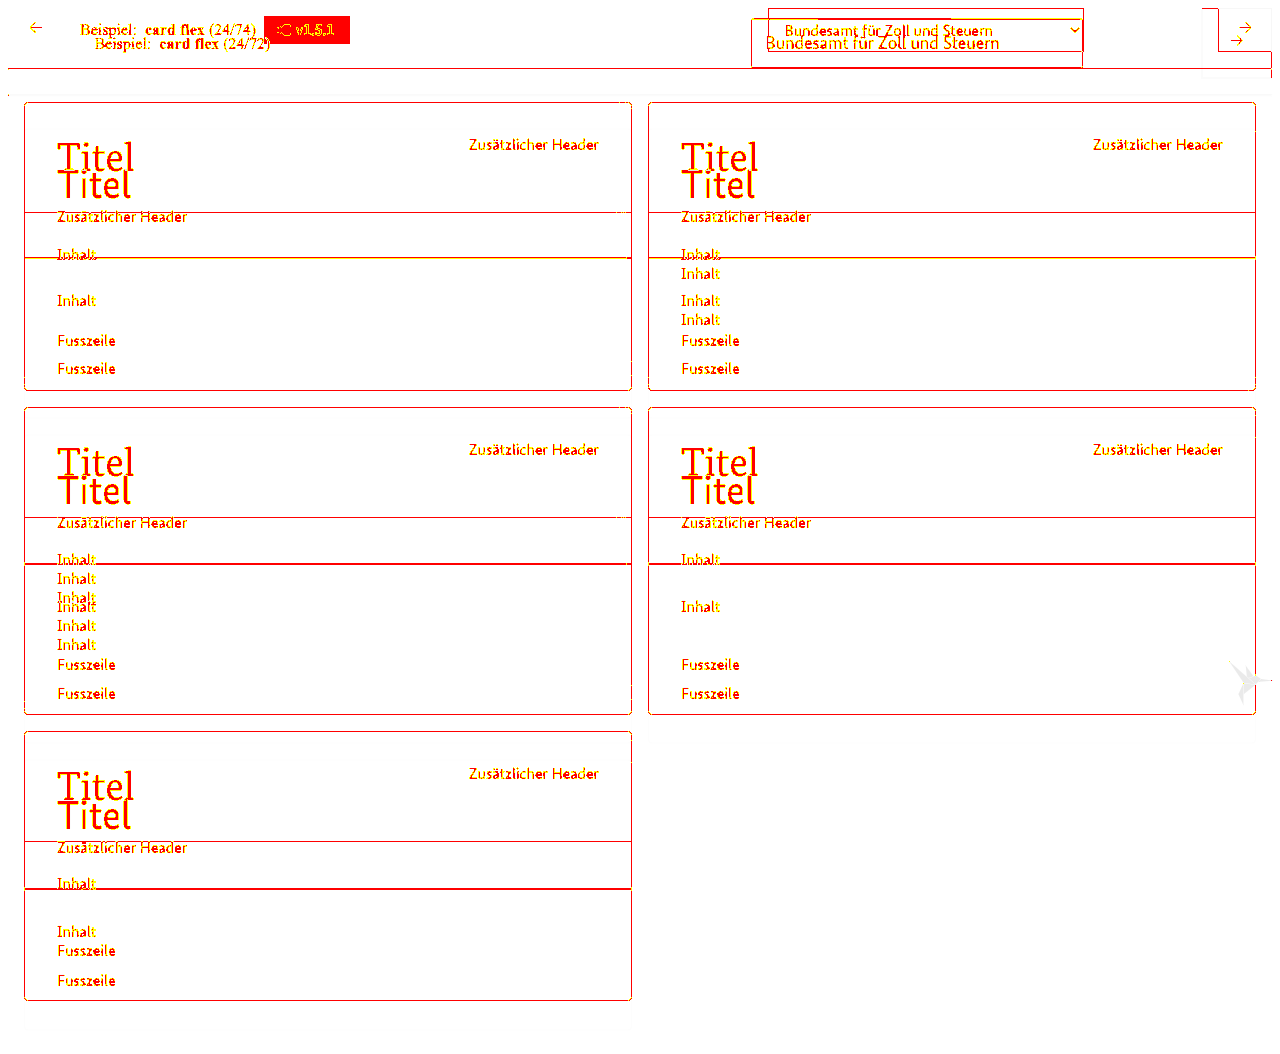 Beispiel: card flex (24/74)
v1.5.1
Bundesamt für Zoll und Steuern
Beispiel: card flex (24/72)
Bundesamt für Zoll und Steuern
Titel
Zusätzlicher Header
Titel
Zusätzlicher Header
Inhalt
Inhalt
Fusszeile
Fusszeile
Titel
Zusätzlicher Header
Titel
Zusätzlicher Header
Inhalt
Inhalt
Inhalt
Inhalt
Fusszeile
Fusszeile
Titel
Zusätzlicher Header
Titel
Zusätzlicher Header
Inhalt
Inhalt
Inhalt
Inhalt
Inhalt
Inhalt
Fusszeile
Fusszeile
Titel
Zusätzlicher Header
Titel
Zusätzlicher Header
Inhalt
Inhalt
Fusszeile
Fusszeile
Titel
Zusätzlicher Header
Titel
Zusätzlicher Header
Inhalt
Inhalt
Fusszeile
Fusszeile